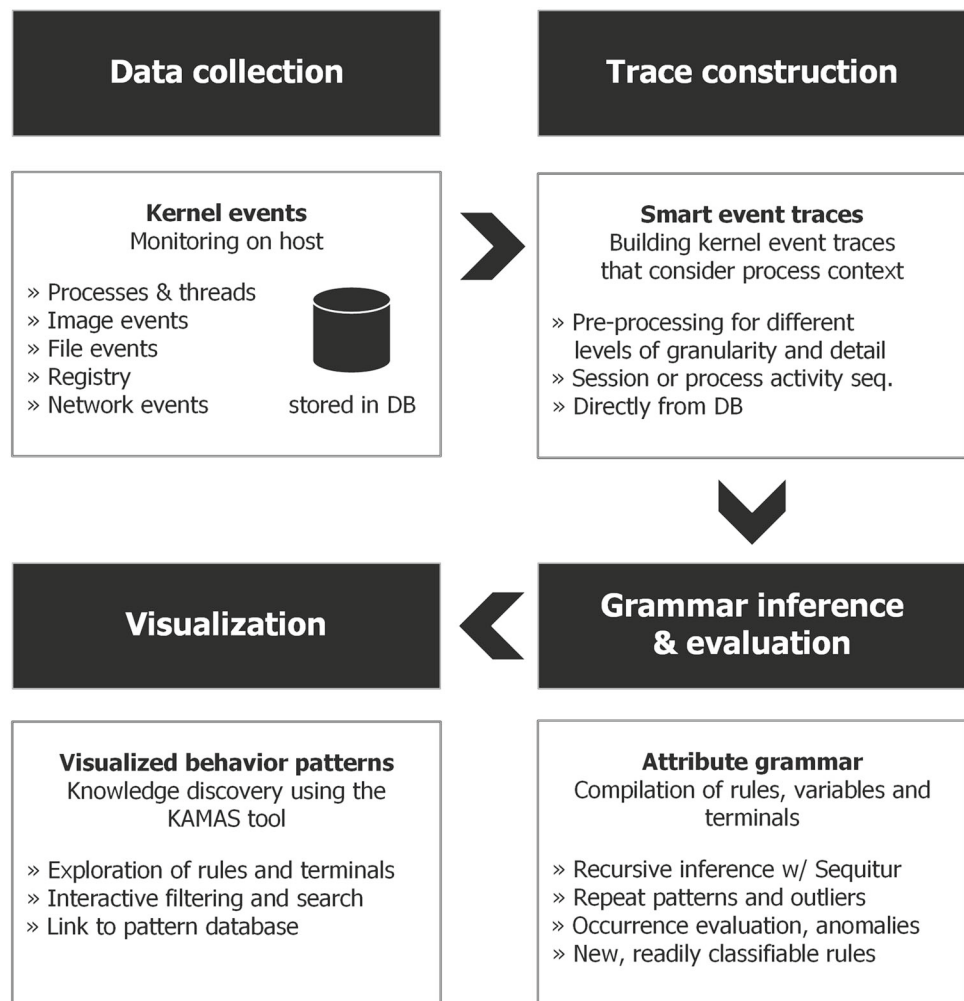 Data collection
Kernel events
Monitoring on host
» Processes & threads
» Image events
» File events
» Registry
» Network events
stored in DB
Trace construction
Smart event traces
Building kernel event traces
that consider process context
» Pre-processing for different
levels of granularity and detail
» Session or process activity seq.
» Directly from DB
Grammar inference
& evaluation
Attribute grammar
Compilation of rules, variables and
terminals
» Recursive inference w/ Sequitur
» Repeat patterns and outliers
» Occurrence evaluation, anomalies
» New, readily classifiable rules
Visualization
Visualized behavior patterns
Knowledge discovery using the
KAMAS tool
» Exploration of rules and terminals
» Interactive filtering and search
» Link to pattern database